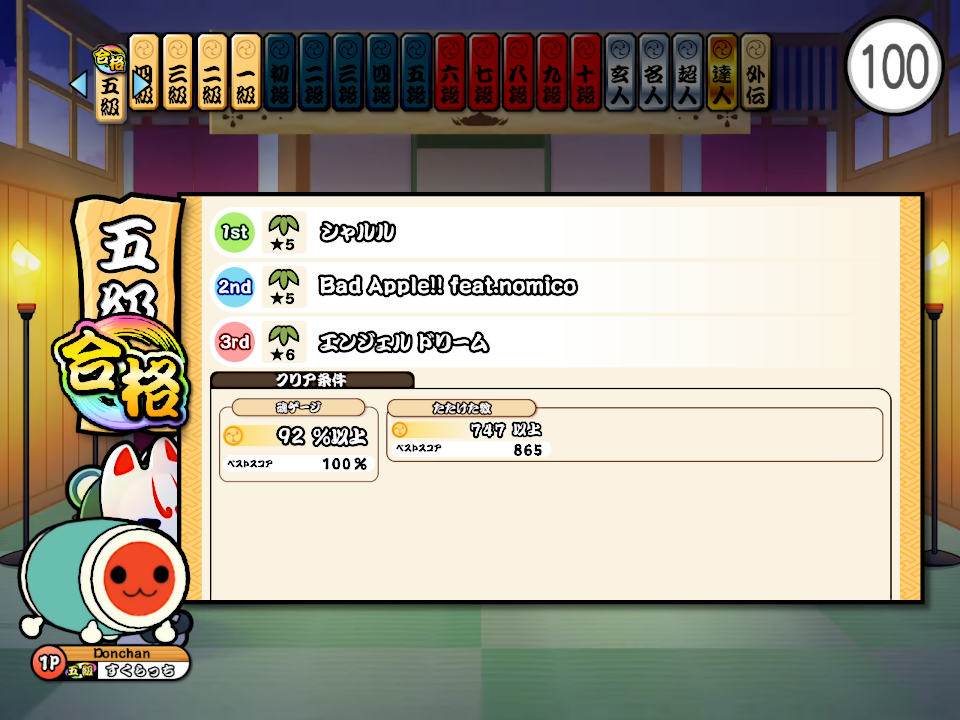 合格
五級
四級
三級
二級
一級
初段
二段
三段
四段
五段
六段
七段
八段
九段
十段
玄人
名人
超人
達人
外伝
100
五級
合格
1st ★5 シャルル
2nd ★5 Bad Apple!! feat.nomico
3rd ★6 エンジェル ドリーム
クリア条件
魂ゲージ
92 %以上
ベストスコア 100%
たたけた数
747 以上
ベストスコア 865
1P
Donchan
五級 すくらっち